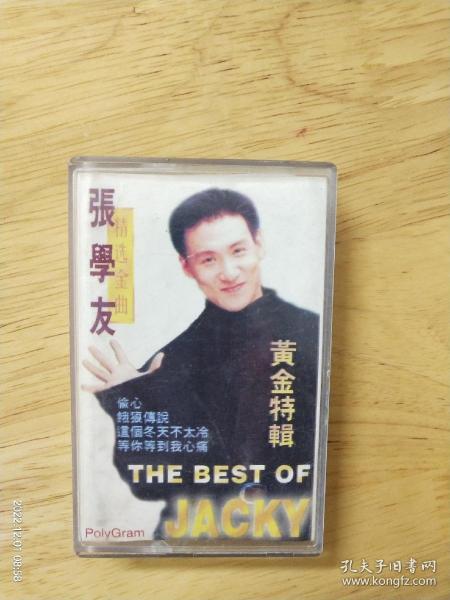 張學友
精选金曲
黃金特輯
偷心
餓狼傳說
這個冬天不太冷
等你等到我心痛
THE BEST OF
JACKY
PolyGram
2022.12.01 08:58
孔夫子旧书网
www.kongfz.com